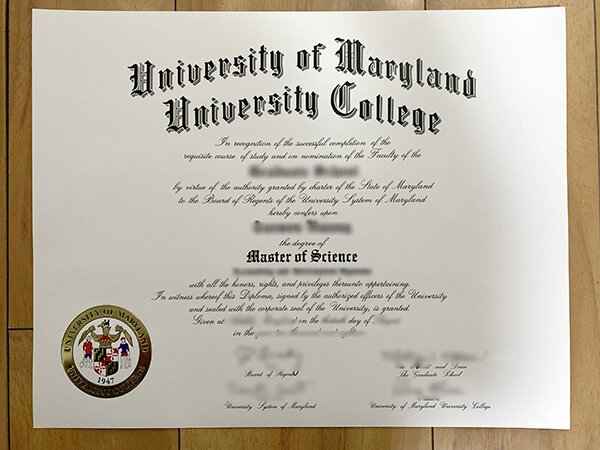 University of Maryland
University College
In recognition of the successful completion of the
requisite course of study and on nomination of the Faculty of the
Graduate School
by virtue of the authority granted by charter of the State of Maryland
to the Board of Regents of the University System of Maryland
hereby confers upon
the degree of
Master of Science
with all the honors, rights, and privileges thereunto appertaining.
In witness whereof this Diploma, signed by the authorized officers of the University
and sealed with the corporate seal of the University, is granted.
Given at on the day of
in the
Board of Regents
and Dean
The Graduate School
University System of Maryland
University of Maryland University College
UNIVERSITY OF MARYLAND
UNIVERSITY COLLEGE
1947